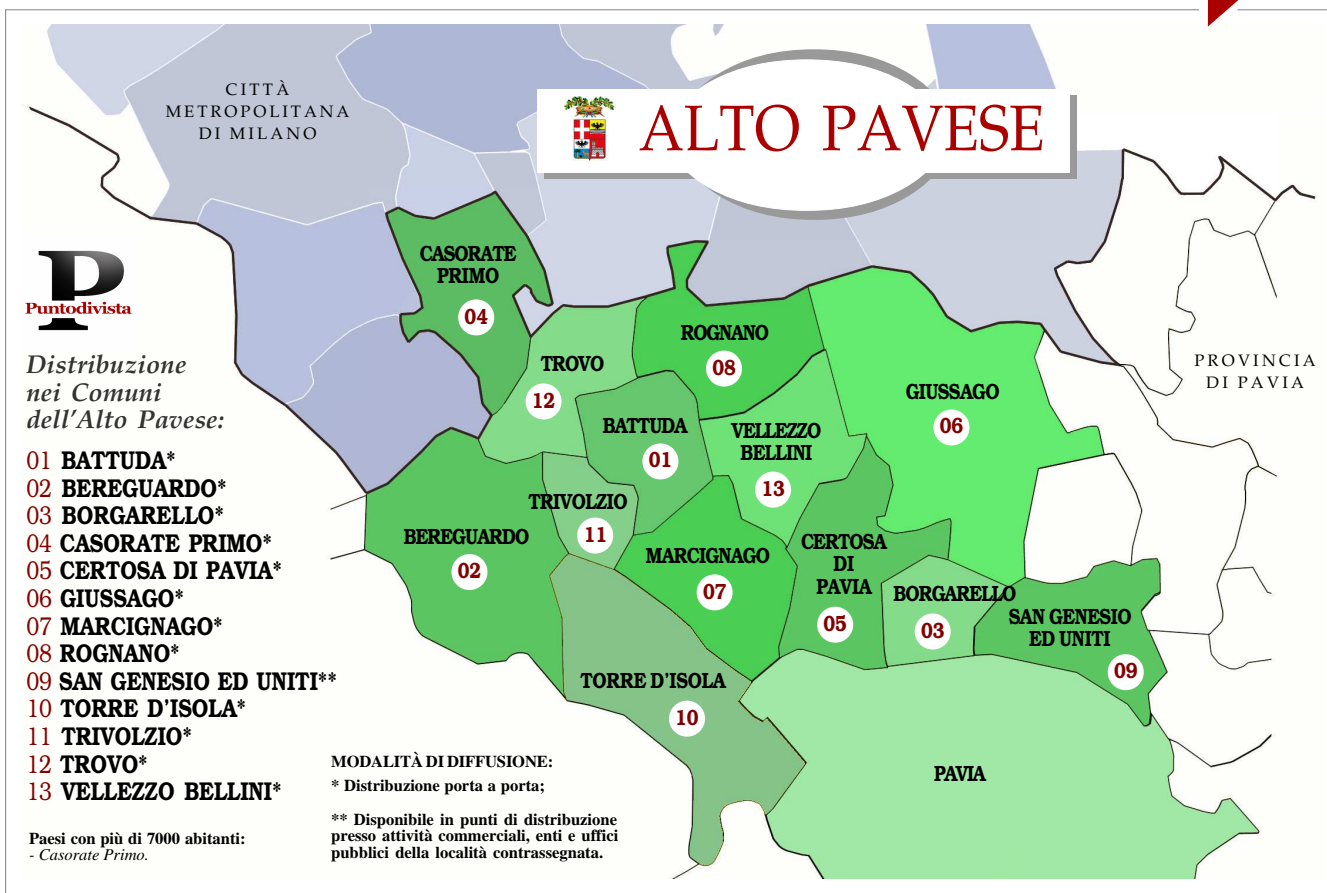 CITTÀ
METROPOLITANA
DI MILANO
ALTO PAVESE
PROVINCIA
DI PAVIA
P
Puntodivista
Distribuzione
nei Comuni
dell'Alto Pavese:
01 BATTUDA*
02 BEREGUARDO*
03 BORGARELLO*
04 CASORATE PRIMO*
05 CERTOSA DI PAVIA*
06 GIUSSAGO*
07 MARCIGNAGO*
08 ROGNANO*
09 SAN GENESIO ED UNITI**
10 TORRE D'ISOLA*
11 TRIVOLZIO*
12 TROVO*
13 VELLEZZO BELLINI*
Paesi con più di 7000 abitanti:
- Casorate Primo.
MODALITÀ DI DIFFUSIONE:
* Distribuzione porta a porta;
** Disponibile in punti di distribuzione
presso attività commerciali, enti e uffici
pubblici della località contrassegnata.
CASORATE
PRIMO
04
TROVO
12
ROGNANO
08
GIUSSAGO
06
BATTUDA
01
VELLEZZO
BELLINI
13
TRIVOLZIO
11
BEREGUARDO
02
MARCIGNAGO
07
CERTOSA
DI
PAVIA
05
BORGARELLO
03
SAN GENESIO
ED UNITI
09
TORRE D'ISOLA
10
PAVIA